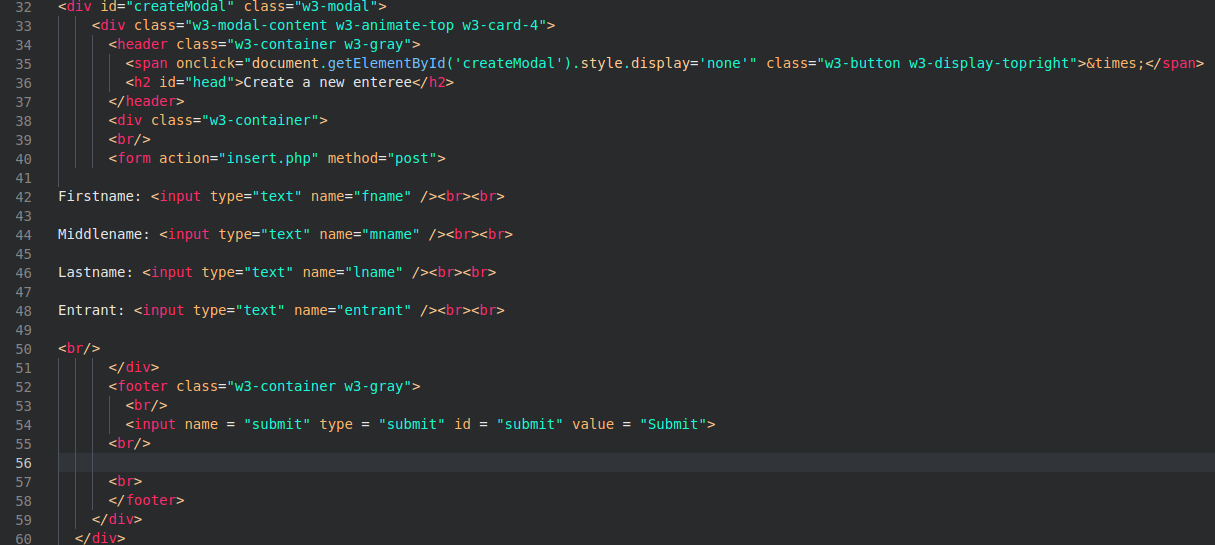 32 <div id="createModal" class="w3-modal">
33 <div class="w3-modal-content w3-animate-top w3-card-4">
34 <header class="w3-container w3-gray">
35 <span onclick="document.getElementById('createModal').style.display='none'" class="w3-button w3-display-topright">&times;</span>
36 <h2 id="head">Create a new enteree</h2>
37 </header>
38 <div class="w3-container">
39 <br/>
40 <form action="insert.php" method="post">
41
42 Firstname: <input type="text" name="fname" /><br><br>
43
44 Middlename: <input type="text" name="mname" /><br><br>
45
46 Lastname: <input type="text" name="lname" /><br><br>
47
48 Entrant: <input type="text" name="entrant" /><br><br>
49
50 <br/>
51 </div>
52 <footer class="w3-container w3-gray">
53 <br/>
54 <input name = "submit" type = "submit" id = "submit" value = "Submit">
55 <br/>
56
57 <br>
58 </footer>
59 </div>
60 </div>